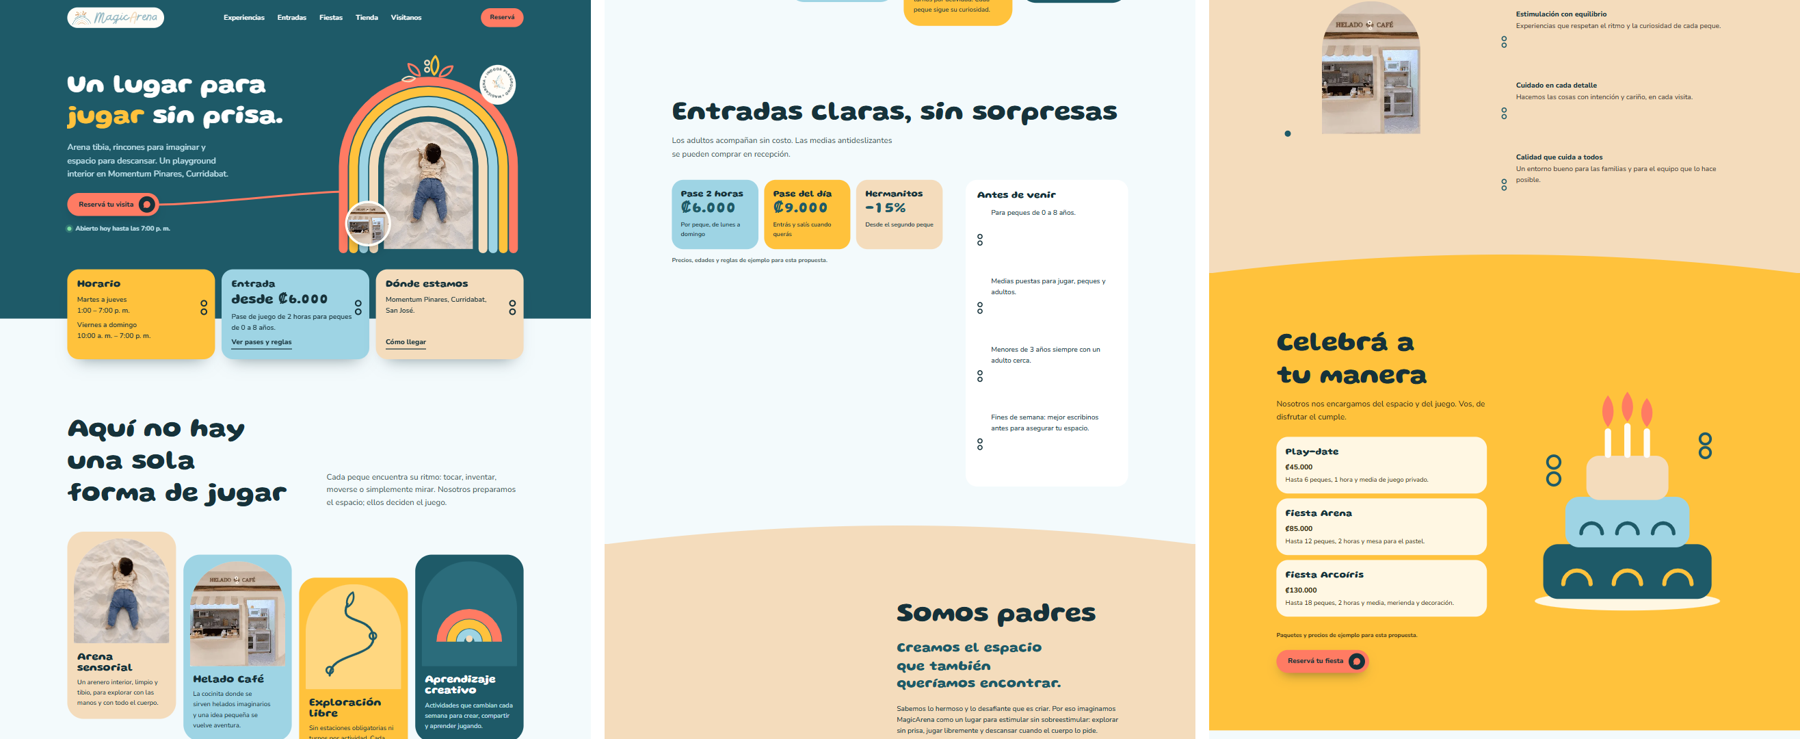 MagicArena
Experiencias
Entradas
Fiestas
Tienda
Visitanos
Reservá
Un lugar para
jugar sin prisa.
Arena tibia, rincones para imaginar y
espacio para descansar. Un playground
interior en Momentum Pinares, Curridabat.
Reservá tu visita
Abierto hoy hasta las 7:00 p. m.
Horario
Martes a jueves
1:00 – 7:00 p. m.
Viernes a domingo
10:00 a. m. – 7:00 p. m.
Entrada
desde ₡6.000
Pase de juego de 2 horas para peques
de 0 a 8 años.
Ver pases y reglas
Dónde estamos
Momentum Pinares, Curridabat,
San José.
Cómo llegar
Aquí no hay
una sola
forma de jugar
Cada peque encuentra su ritmo: tocar, inventar,
moverse o simplemente mirar. Nosotros preparamos
el espacio; ellos deciden el juego.
Arena
sensorial
Un arenero interior, limpio y
tibio, para explorar con las
manos y con todo el cuerpo.
HELADO CAFÉ
Helado Café
La cocinita donde se
sirven helados imaginarios
y una idea pequeña se
vuelve aventura.
Exploración
libre
Sin estaciones obligatorias ni
turnos por actividad. Cada
Aprendizaje
creativo
Actividades que cambian cada
semana para crear, compartir
y aprender jugando.
peque sigue su curiosidad.
Entradas claras, sin sorpresas
Los adultos acompañan sin costo. Las medias antideslizantes
se pueden comprar en recepción.
Pase 2 horas
₡6.000
Por peque, de lunes a
domingo
Pase del día
₡9.000
Entrás y salís cuando
querás
Hermanitos
-15%
Desde el segundo peque
Precios, edades y reglas de ejemplo para esta propuesta.
Antes de venir
Para peques de 0 a 8 años.
Medias puestas para jugar, peques y
adultos.
Menores de 3 años siempre con un
adulto cerca.
Fines de semana: mejor escribinos
antes para asegurar tu espacio.
Somos padres
Creamos el espacio
que también
queríamos encontrar.
Sabemos lo hermoso y lo desafiante que es criar. Por eso imaginamos
MagicArena como un lugar para estimular sin sobreestimular: explorar
sin prisa, jugar libremente y descansar cuando el cuerpo lo pide.
HELADO CAFÉ
Estimulación con equilibrio
Experiencias que respetan el ritmo y la curiosidad de cada peque.
Cuidado en cada detalle
Hacemos las cosas con intención y cariño, en cada visita.
Calidad que cuida a todos
Un entorno bueno para las familias y para el equipo que lo hace
posible.
Celebrá a
tu manera
Nosotros nos encargamos del espacio y del juego. Vos, de
disfrutar el cumple.
Play-date
₡45.000
Hasta 6 peques, 1 hora y media de juego privado.
Fiesta Arena
₡85.000
Hasta 12 peques, 2 horas y mesa para el pastel.
Fiesta Arcoíris
₡130.000
Hasta 18 peques, 2 horas y media, merienda y decoración.
Paquetes y precios de ejemplo para esta propuesta.
Reservá tu fiesta